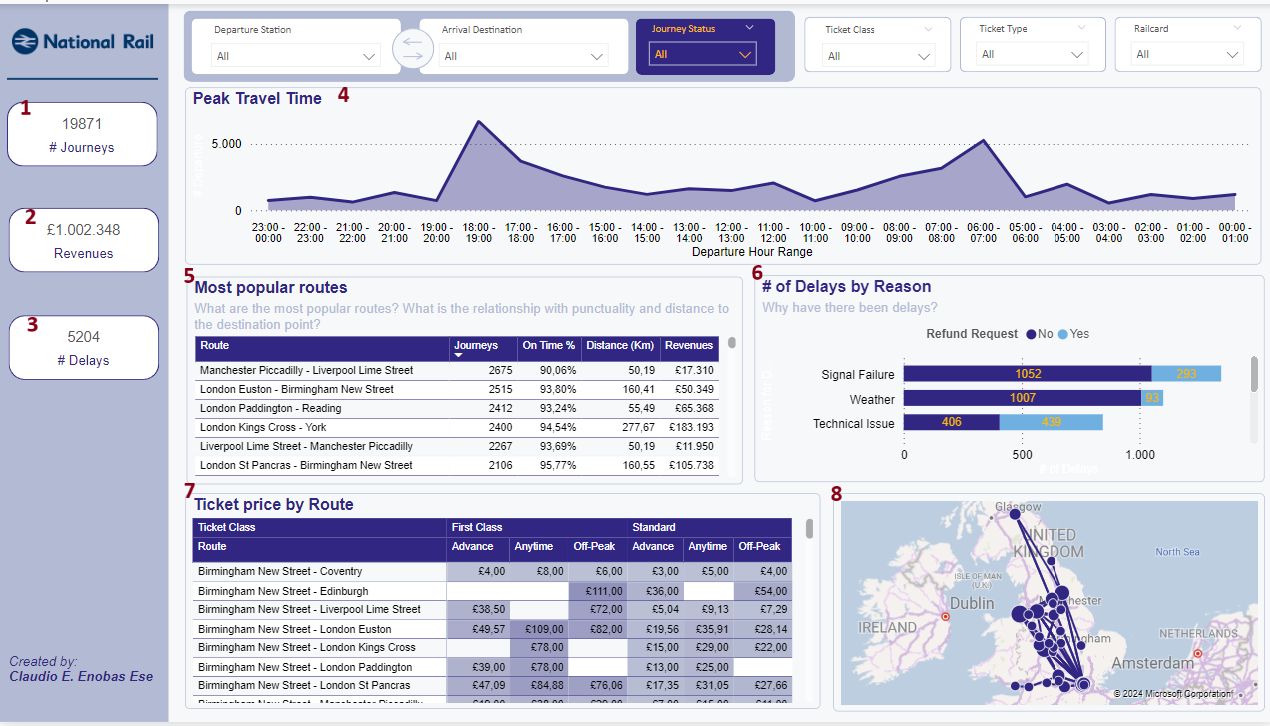 National Rail
Departure Station
All
Arrival Destination
All
Journey Status
All
Ticket Class
All
Ticket Type
All
Railcard
All
1
19871
# Journeys
2
£1.002.348
Revenues
3
5204
# Delays
Created by:
Claudio E. Enobas Ese
Peak Travel Time 4
5.000
0
23:00 - 22:00 - 21:00 - 20:00 - 19:00 - 18:00 - 17:00 - 16:00 - 15:00 - 14:00 - 13:00 - 12:00 - 11:00 - 10:00 - 09:00 - 08:00 - 07:00 - 06:00 - 05:00 - 04:00 - 03:00 - 02:00 - 01:00 - 00:00 -
00:00 23:00 22:00 21:00 20:00 19:00 18:00 17:00 16:00 15:00 14:00 13:00 12:00 11:00 10:00 09:00 08:00 07:00 06:00 05:00 04:00 03:00 02:00 01:00
Departure Hour Range
5
Most popular routes
What are the most popular routes? What is the relationship with punctuality and distance to
the destination point?
Route Journeys On Time % Distance (Km) Revenues
Manchester Piccadilly - Liverpool Lime Street 2675 90,06% 50,19 £17.310
London Euston - Birmingham New Street 2515 93,80% 160,41 £50.349
London Paddington - Reading 2412 93,24% 55,49 £65.368
London Kings Cross - York 2400 94,54% 277,67 £183.193
Liverpool Lime Street - Manchester Piccadilly 2267 93,69% 50,19 £11.950
London St Pancras - Birmingham New Street 2106 95,77% 160,55 £105.738
6
# of Delays by Reason
Why have there been delays?
Refund Request No Yes
Signal Failure 1052 293
Weather 1007 93
Technical Issue 406 439
0 500 1.000
# of Delays
7
Ticket price by Route
Ticket Class First Class Standard
Route Advance Anytime Off-Peak Advance Anytime Off-Peak
Birmingham New Street - Coventry £4,00 £8,00 £6,00 £3,00 £5,00 £4,00
Birmingham New Street - Edinburgh £111,00 £36,00 £54,00
Birmingham New Street - Liverpool Lime Street £38,50 £72,00 £5,04 £9,13 £7,29
Birmingham New Street - London Euston £49,57 £109,00 £82,00 £19,56 £35,91 £28,14
Birmingham New Street - London Kings Cross £78,00 £15,00 £29,00 £22,00
Birmingham New Street - London Paddington £39,00 £78,00 £13,00 £25,00
Birmingham New Street - London St Pancras £47,09 £84,88 £76,06 £17,35 £31,05 £27,66
8
Glasgow
UNITED
KINGDOM
North Sea
ISLE OF MAN
(U.K.)
Dublin
IRELAND
NETHERLANDS
Amsterdam
© 2024 Microsoft Corporation